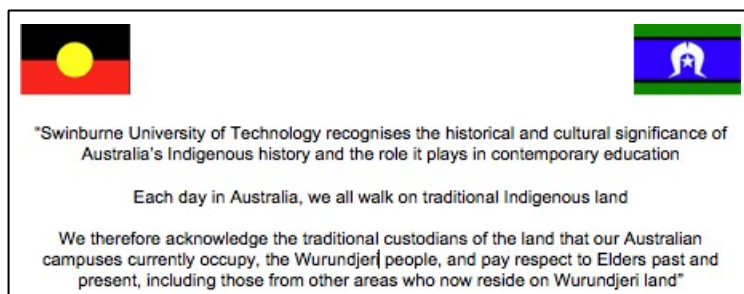 "Swinburne University of Technology recognises the historical and cultural significance of
Australia's Indigenous history and the role it plays in contemporary education
Each day in Australia, we all walk on traditional Indigenous land
We therefore acknowledge the traditional custodians of the land that our Australian
campuses currently occupy, the Wurundjeri people, and pay respect to Elders past and
present, including those from other areas who now reside on Wurundjeri land"